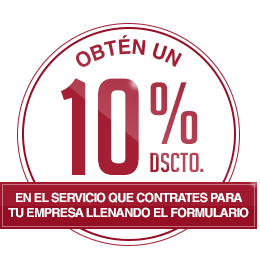 OBTÉN UN
10%
DSCTO.
EN EL SERVICIO QUE CONTRATES PARA
TU EMPRESA LLENANDO EL FORMULARIO